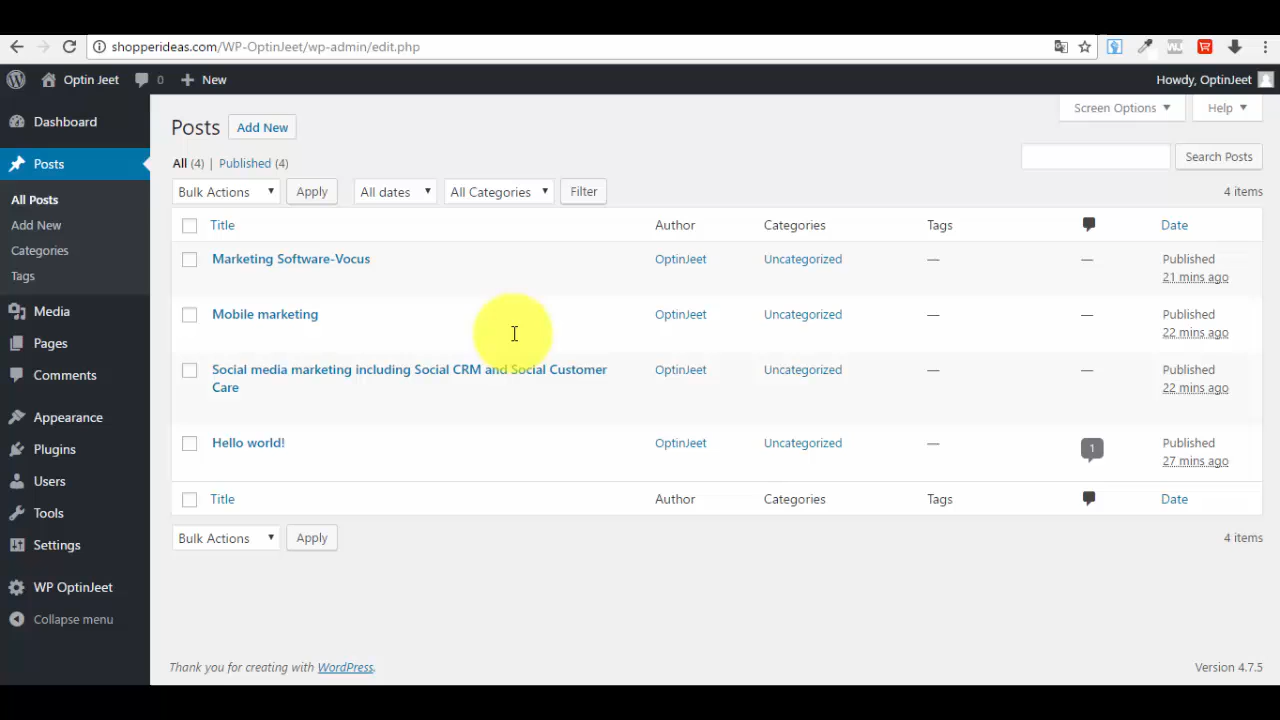 shopperideas.com/WP-OptinJeet/wp-admin/edit.php
Optin Jeet 0 New Howdy, OptinJeet
Dashboard
Posts
All Posts
Add New
Categories
Tags
Media
Pages
Comments
Appearance
Plugins
Users
Tools
Settings
WP OptinJeet
Collapse menu
Screen Options Help
Posts Add New
All (4) | Published (4)
Search Posts
Bulk Actions Apply All dates All Categories Filter 4 items
Title Author Categories Tags Date
Marketing Software-Vocus OptinJeet Uncategorized — — Published
21 mins ago
Mobile marketing OptinJeet Uncategorized — — Published
22 mins ago
Social media marketing including Social CRM and Social Customer OptinJeet Uncategorized — — Published
Care 22 mins ago
Hello world! OptinJeet Uncategorized — 1 Published
27 mins ago
Title Author Categories Tags Date
Bulk Actions Apply 4 items
Thank you for creating with WordPress. Version 4.7.5